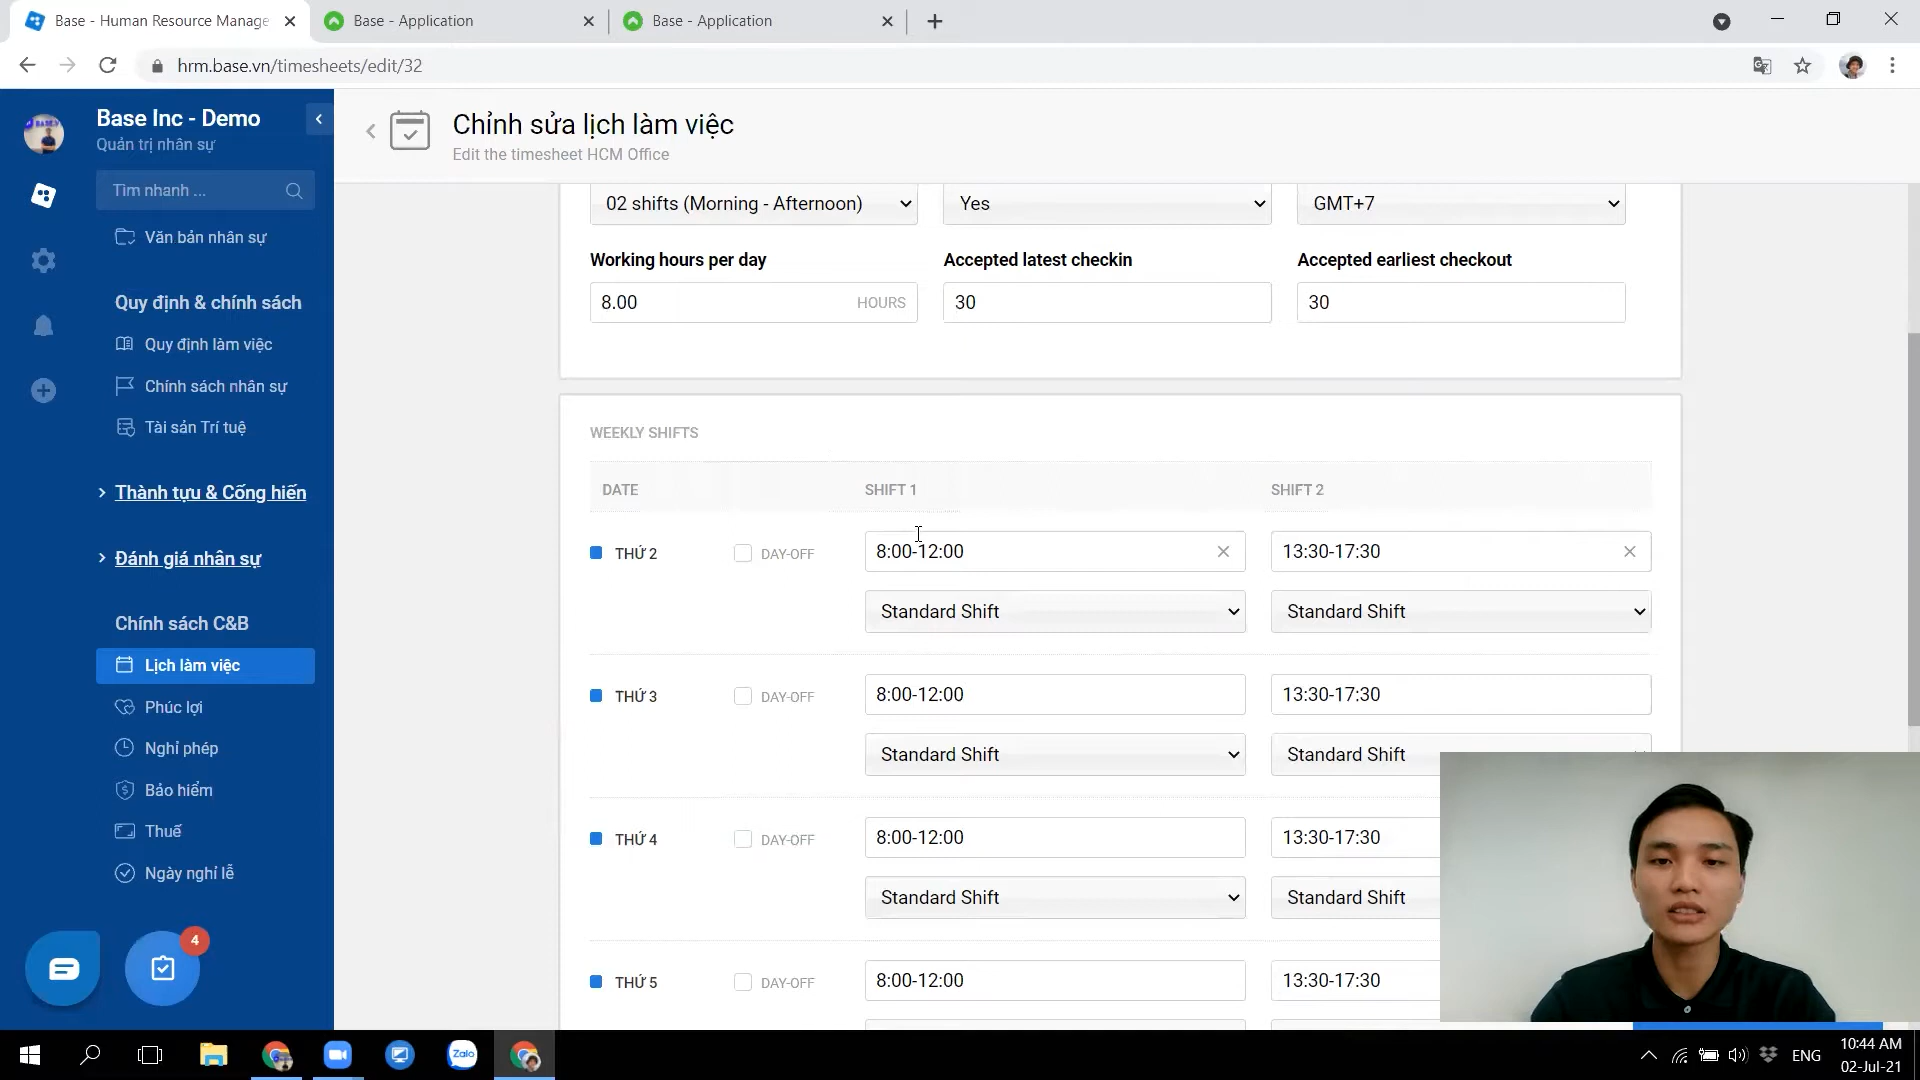 Base - Human Resource Manage
Base - Application
Base - Application
hrm.base.vn/timesheets/edit/32
Base Inc - Demo
Quản trị nhân sự
Tìm nhanh ...
Văn bản nhân sự
Quy định & chính sách
Quy định làm việc
Chính sách nhân sự
Tài sản Trí tuệ
Thành tựu & Cống hiến
Đánh giá nhân sự
Chính sách C&B
Lịch làm việc
Phúc lợi
Nghỉ phép
Bảo hiểm
Thuế
Ngày nghỉ lễ
4
Chỉnh sửa lịch làm việc
Edit the timesheet HCM Office
02 shifts (Morning - Afternoon) Yes GMT+7
Working hours per day Accepted latest checkin Accepted earliest checkout
8.00 HOURS 30 30
WEEKLY SHIFTS
DATE SHIFT 1 SHIFT 2
THỨ 2 DAY-OFF 8:00-12:00 13:30-17:30
Standard Shift Standard Shift
THỨ 3 DAY-OFF 8:00-12:00 13:30-17:30
Standard Shift Standard Shift
THỨ 4 DAY-OFF 8:00-12:00 13:30-17:30
Standard Shift Standard Shift
THỨ 5 DAY-OFF 8:00-12:00 13:30-17:30
Zalo
ENG
10:44 AM
02-Jul-21